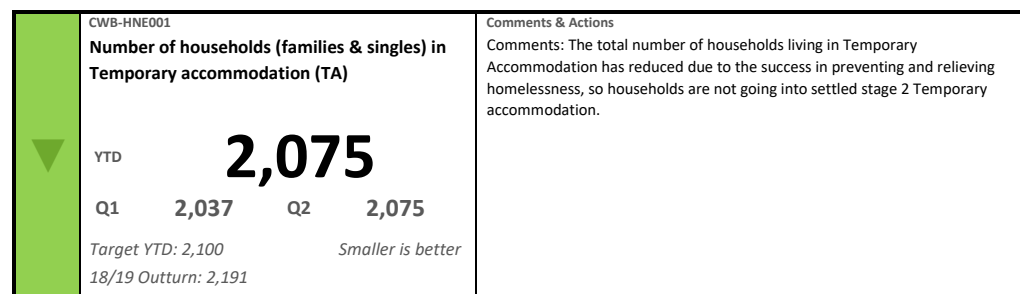 CWB-HNE001
Number of households (families & singles) in
Temporary accommodation (TA)
YTD 2,075
Q1 2,037 Q2 2,075
Target YTD: 2,100 Smaller is better
18/19 Outturn: 2,191
Comments & Actions
Comments: The total number of households living in Temporary
Accommodation has reduced due to the success in preventing and relieving
homelessness, so households are not going into settled stage 2 Temporary
accommodation.